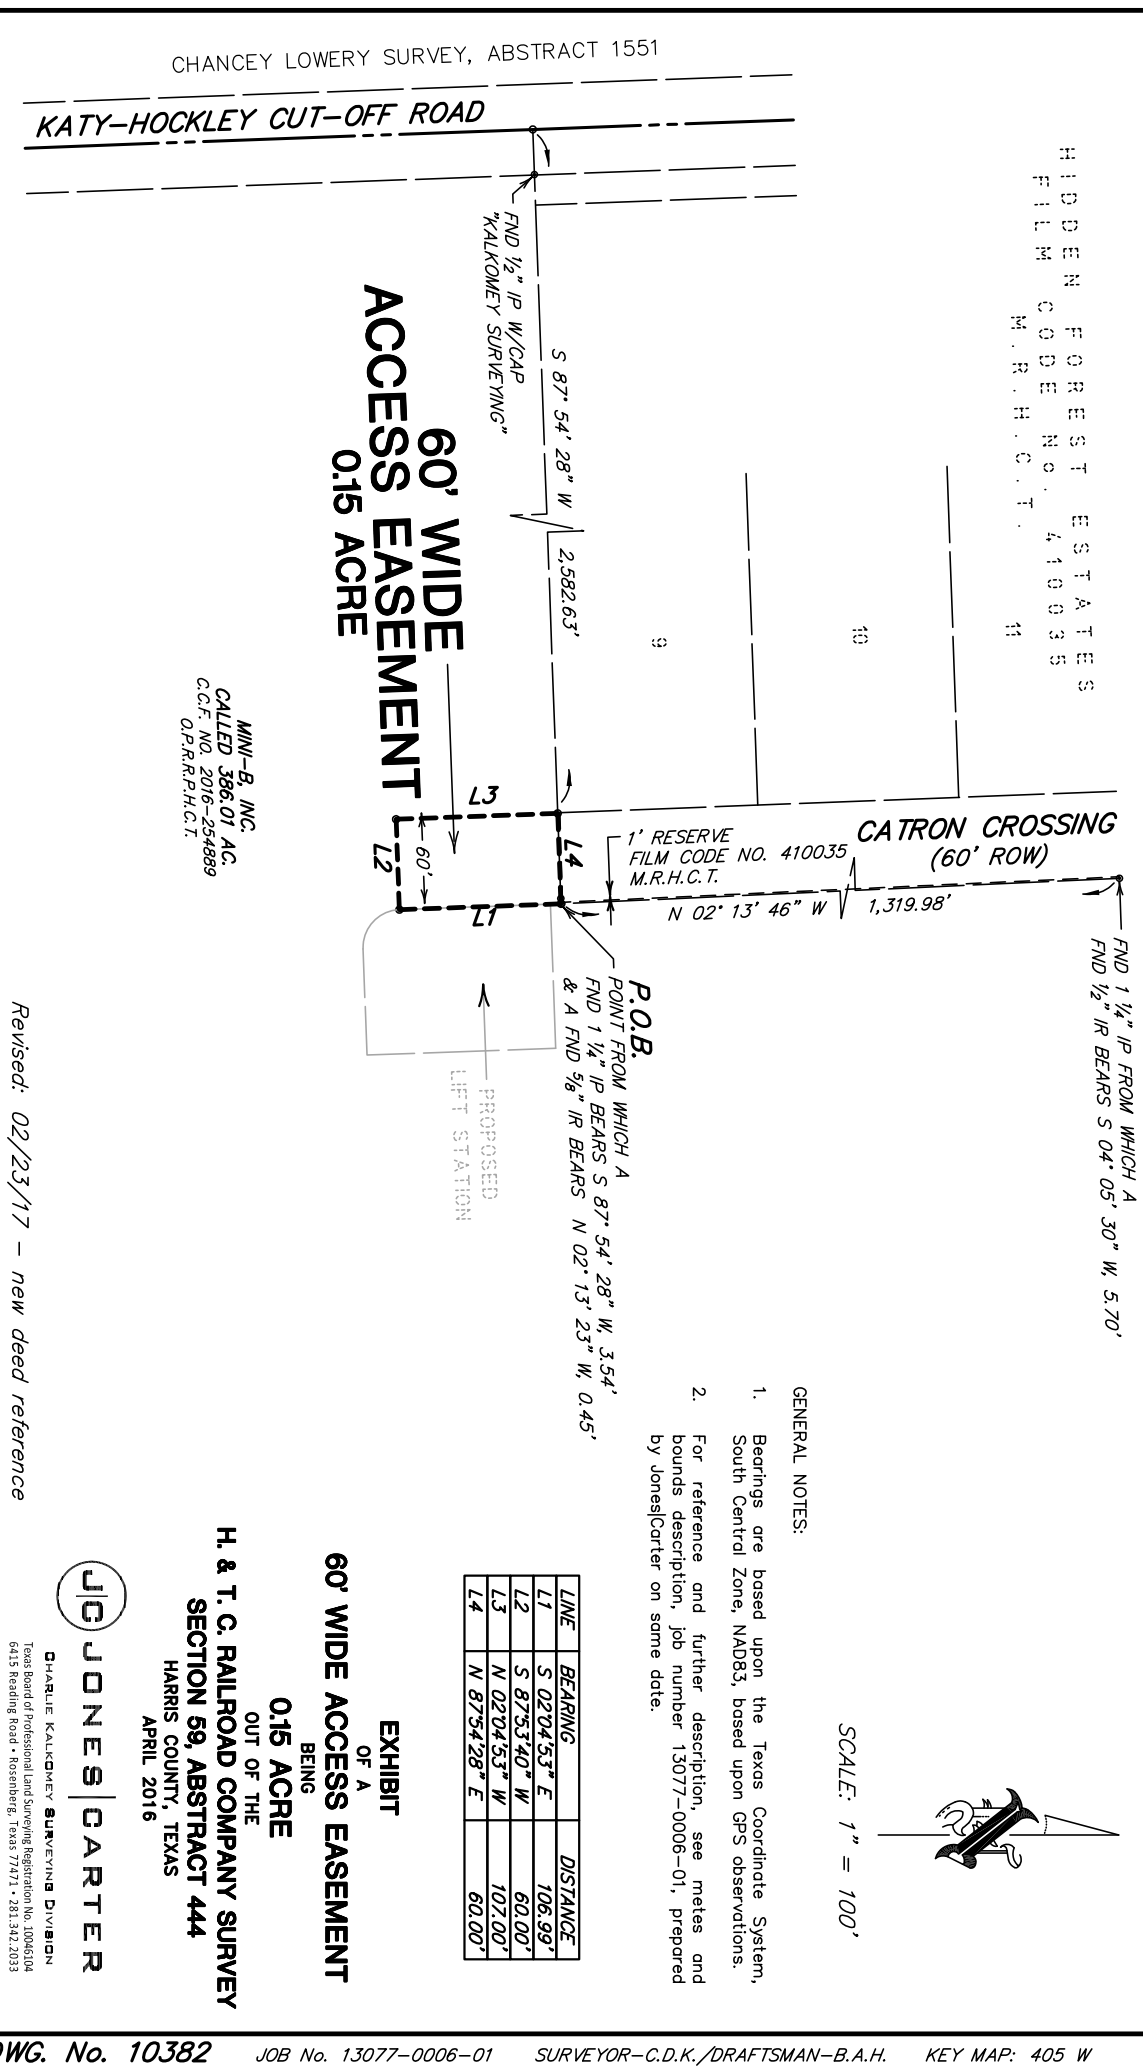 CHANCEY LOWERY SURVEY, ABSTRACT 1551
KATY-HOCKLEY CUT-OFF ROAD
HIDDEN FOREST ESTATES
FILM CODE No. 410035
M.R.H.C.T.
FND 1/2" IP W/CAP
"KALKOMEY SURVEYING"
S 87° 54' 28" W 2,582.63'
60' WIDE
ACCESS EASEMENT
0.15 ACRE
9
10
11
MINI-B, INC.
CALLED 386.01 AC.
C.C.F. NO. 2016-254889
O.P.R.R.P.H.C.T.
L3
L4
L2
L1
60'
1' RESERVE
FILM CODE NO. 410035
M.R.H.C.T.
CATRON CROSSING
(60' ROW)
N 02° 13' 46" W 1,319.98'
FND 1 1/4" IP FROM WHICH A
FND 1/2" IR BEARS S 04° 05' 30" W, 5.70'
P.O.B.
POINT FROM WHICH A
FND 1 1/4" IP BEARS S 87° 54' 28" W, 3.54'
& A FND 5/8" IR BEARS N 02° 13' 23" W, 0.45'
PROPOSED
LIFT STATION
Revised: 02/23/17 - new deed reference
GENERAL NOTES:
1. Bearings are based upon the Texas Coordinate System,
South Central Zone, NAD83, based upon GPS observations.
2. For reference and further description, see metes and
bounds description, job number 13077-0006-01, prepared
by Jones|Carter on same date.
SCALE: 1" = 100'
LINE BEARING DISTANCE
L1 S 02°04'53" E 106.99'
L2 S 87°53'40" W 60.00'
L3 N 02°04'53" W 107.00'
L4 N 87°54'28" E 60.00'
EXHIBIT
OF A
60' WIDE ACCESS EASEMENT
BEING
0.15 ACRE
OUT OF THE
H. & T. C. RAILROAD COMPANY SURVEY
SECTION 59, ABSTRACT 444
HARRIS COUNTY, TEXAS
APRIL 2016
J|C JONES|CARTER
CHARLIE KALKOMEY SURVEYING DIVISION
Texas Board of Professional Land Surveying Registration No. 10046104
6415 Reading Road • Rosenberg, Texas 77471 • 281.342.2033
DWG. No. 10382 JOB No. 13077-0006-01 SURVEYOR-C.D.K./DRAFTSMAN-B.A.H. KEY MAP: 405 W